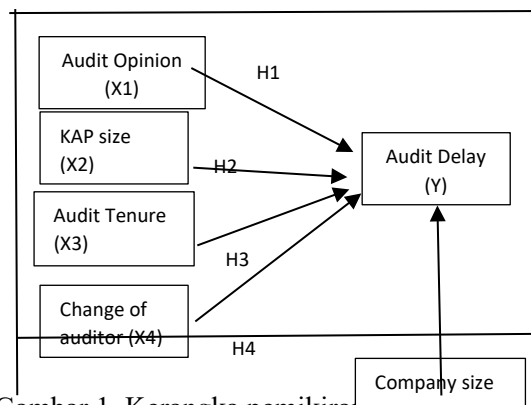 Audit Opinion
(X1)
H1
KAP size
(X2)
H2
Audit Delay
(Y)
Audit Tenure
(X3)
H3
Change of
auditor (X4)
H4
Company size
Gambar 1. Kerangka